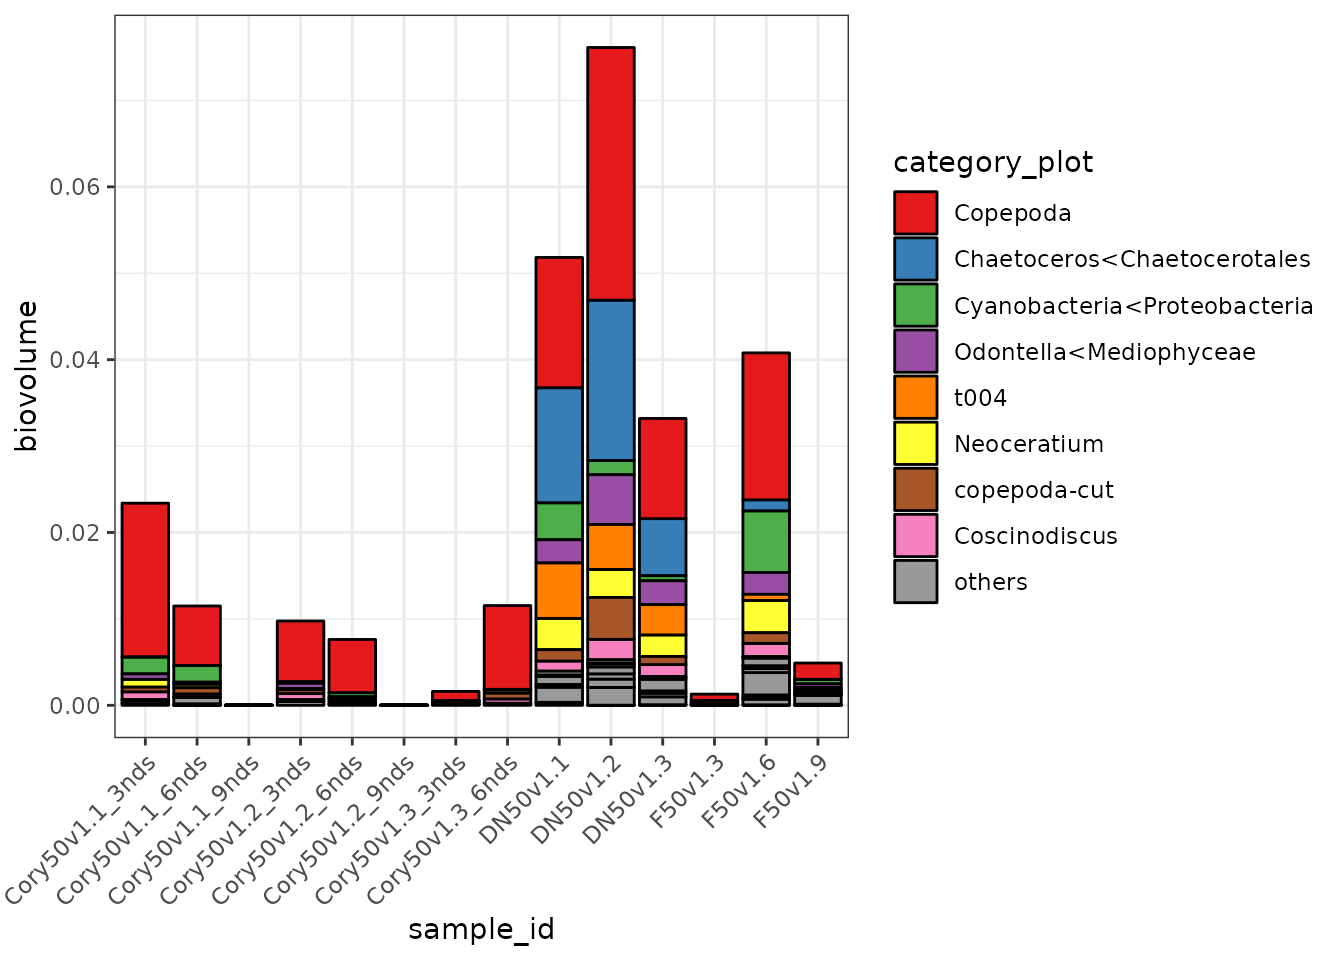 0.06
0.04
0.02
0.00
biovolume
Cory50v1.1_3nds
Cory50v1.1_6nds
Cory50v1.1_9nds
Cory50v1.2_3nds
Cory50v1.2_6nds
Cory50v1.2_9nds
Cory50v1.3_3nds
Cory50v1.3_6nds
DN50v1.1
DN50v1.2
DN50v1.3
F50v1.3
F50v1.6
F50v1.9
sample_id
category_plot
Copepoda
Chaetoceros<Chaetocerotales
Cyanobacteria<Proteobacteria
Odontella<Mediophyceae
t004
Neoceratium
copepoda-cut
Coscinodiscus
others